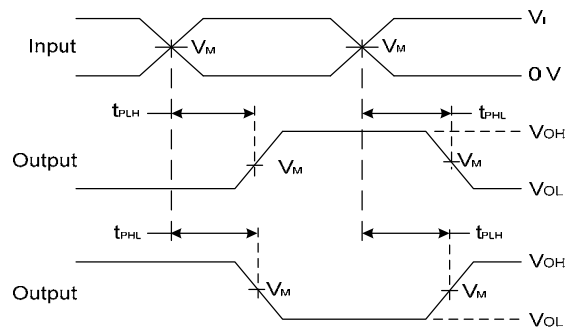 VI
Input VM VM
0 V
tPLH tPHL
VOH
Output VM VM
VOL
tPHL tPLH
VOH
Output VM VM
VOL